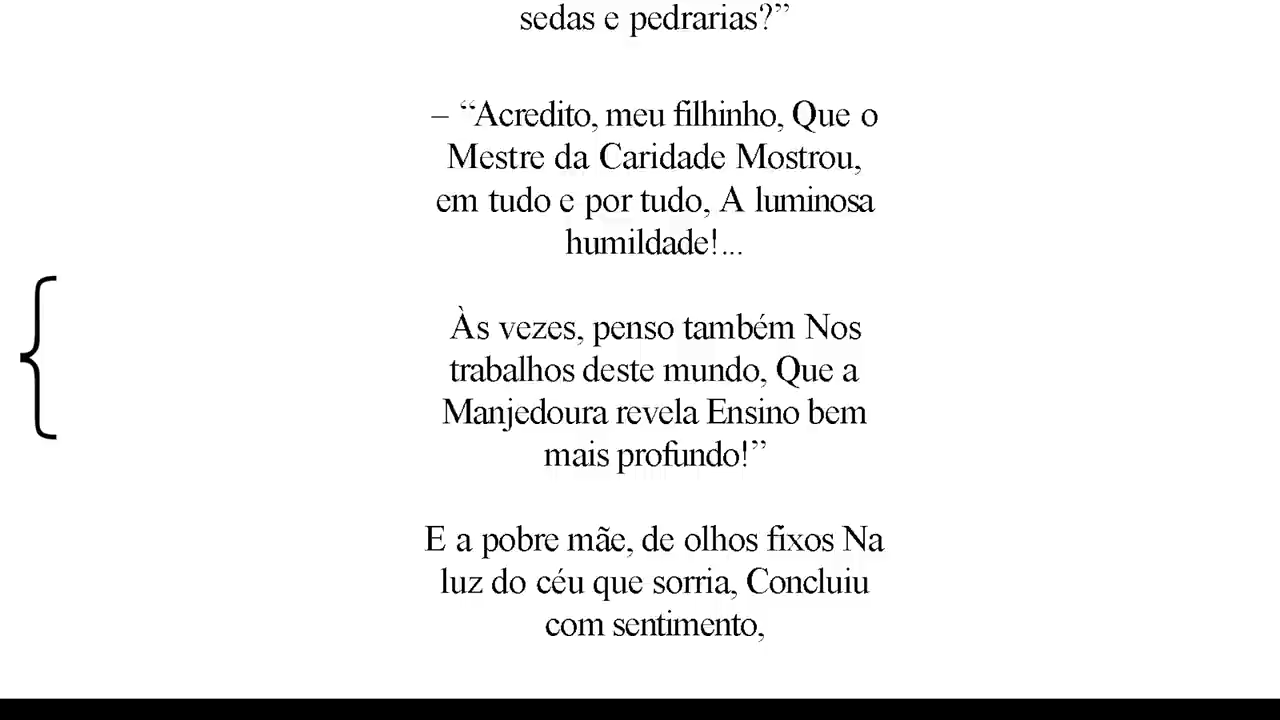 sedas e pedrarias?”
– “Acredito, meu filhinho, Que o
Mestre da Caridade Mostrou,
em tudo e por tudo, A luminosa
humildade!...
Às vezes, penso também Nos
trabalhos deste mundo, Que a
Manjedoura revela Ensino bem
mais profundo!”
E a pobre mãe, de olhos fixos Na
luz do céu que sorria, Concluiu
com sentimento,